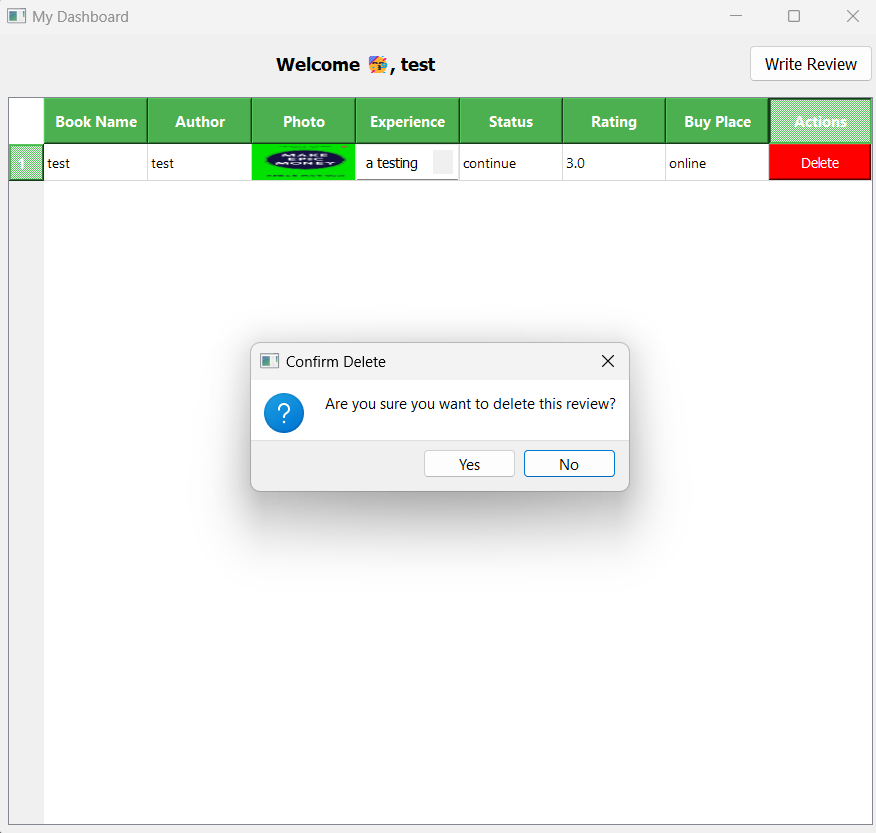 My Dashboard
Welcome 🥳, test
Write Review
Book Name Author Photo Experience Status Rating Buy Place Actions
1 test test MAKE EPIC MONEY a testing continue 3.0 online Delete
Confirm Delete
Are you sure you want to delete this review?
Yes No